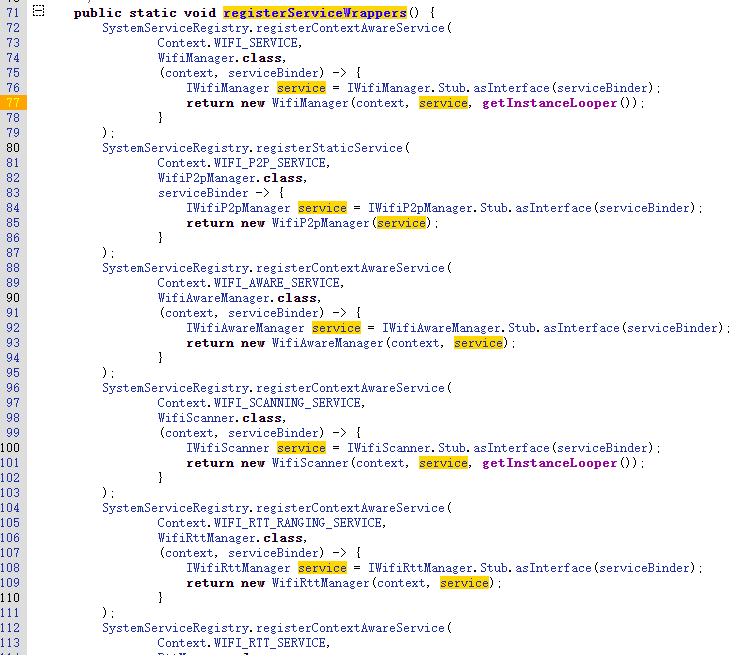 71 public static void registerServiceWrappers() {
72 SystemServiceRegistry.registerContextAwareService(
73 Context.WIFI_SERVICE,
74 WifiManager.class,
75 (context, serviceBinder) -> {
76 IWifiManager service = IWifiManager.Stub.asInterface(serviceBinder);
77 return new WifiManager(context, service, getInstanceLooper());
78 }
79 );
80 SystemServiceRegistry.registerStaticService(
81 Context.WIFI_P2P_SERVICE,
82 WifiP2pManager.class,
83 serviceBinder -> {
84 IWifiP2pManager service = IWifiP2pManager.Stub.asInterface(serviceBinder);
85 return new WifiP2pManager(service);
86 }
87 );
88 SystemServiceRegistry.registerContextAwareService(
89 Context.WIFI_AWARE_SERVICE,
90 WifiAwareManager.class,
91 (context, serviceBinder) -> {
92 IWifiAwareManager service = IWifiAwareManager.Stub.asInterface(serviceBinder);
93 return new WifiAwareManager(context, service);
94 }
95 );
96 SystemServiceRegistry.registerContextAwareService(
97 Context.WIFI_SCANNING_SERVICE,
98 WifiScanner.class,
99 (context, serviceBinder) -> {
100 IWifiScanner service = IWifiScanner.Stub.asInterface(serviceBinder);
101 return new WifiScanner(context, service, getInstanceLooper());
102 }
103 );
104 SystemServiceRegistry.registerContextAwareService(
105 Context.WIFI_RTT_RANGING_SERVICE,
106 WifiRttManager.class,
107 (context, serviceBinder) -> {
108 IWifiRttManager service = IWifiRttManager.Stub.asInterface(serviceBinder);
109 return new WifiRttManager(context, service);
110 }
111 );
112 SystemServiceRegistry.registerContextAwareService(
113 Context.WIFI_RTT_SERVICE,